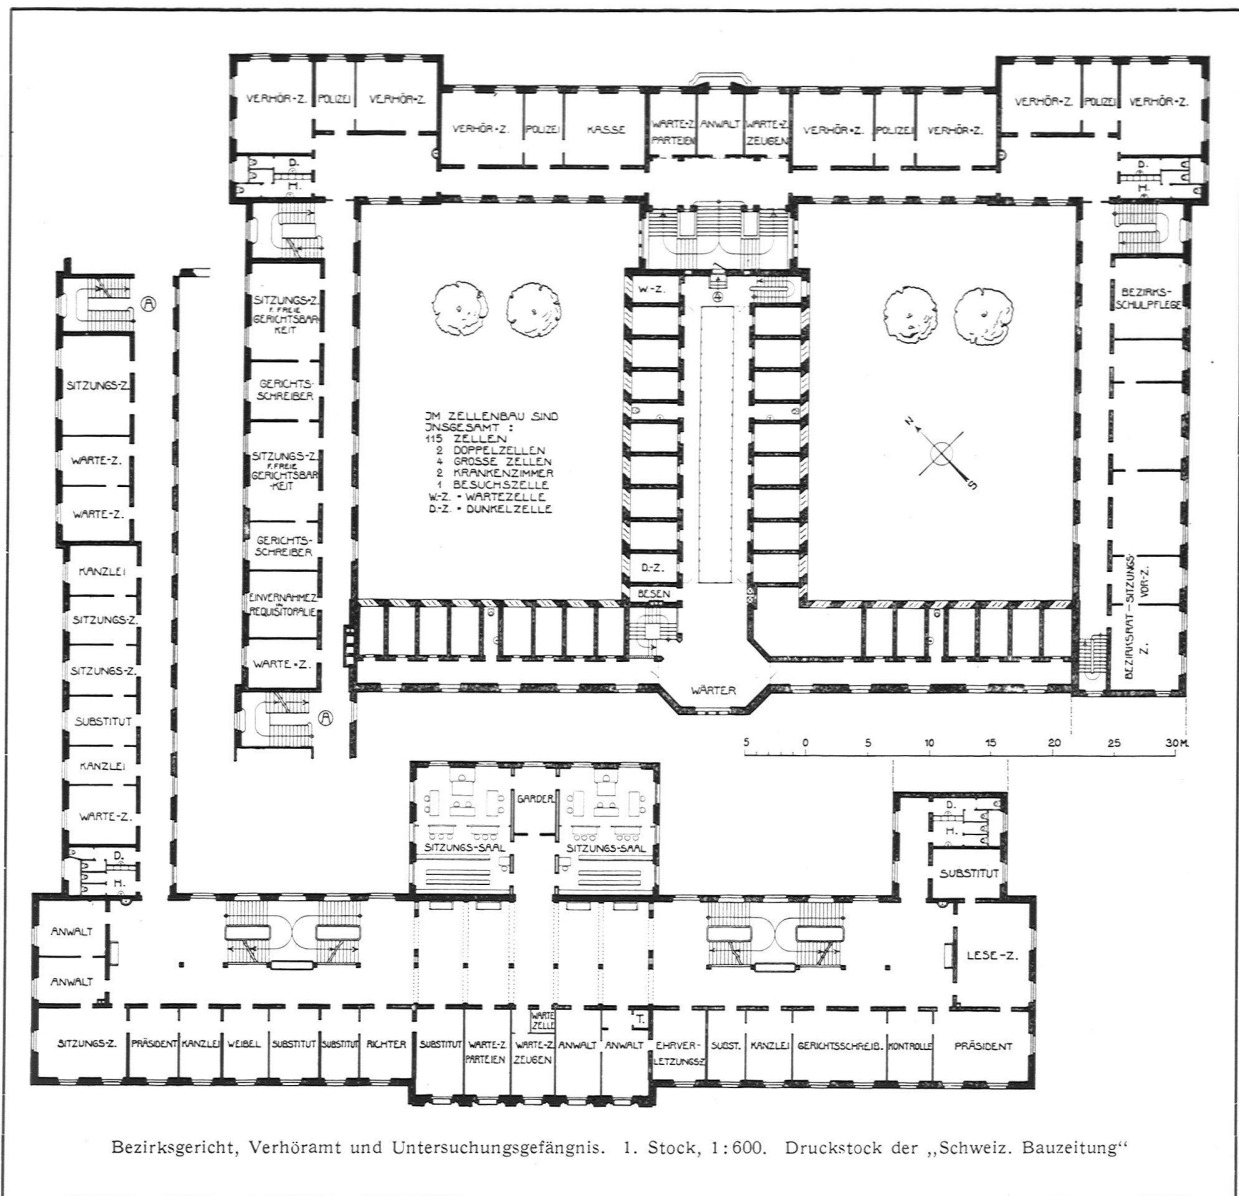 VERHÖR-Z.
POLIZEI
VERHÖR-Z.
VERHÖR-Z.
POLIZEI
KASSE
WARTE-Z.
PARTEIEN
ANWALT
WARTE-Z.
ZEUGEN
VERHÖR-Z.
POLIZEI
VERHÖR-Z.
VERHÖR-Z.
POLIZEI
VERHÖR-Z.
D.
H.
D.
H.
A
SITZUNGS-Z.
WARTE-Z.
WARTE-Z.
KANZLEI
SITZUNGS-Z.
SITZUNGS-Z.
SUBSTITUT
KANZLEI
WARTE-Z.
D.
H.
SITZUNGS-Z.
F. FREIE
GERICHTSBAR
KEIT
GERICHTS-
SCHREIBER
SITZUNGS-Z.
F. FREIE
GERICHTSBAR
-KEIT
GERICHTS-
SCHREIBER
EINVERNAHMEZ.
REQUISITORALIE
WARTE-Z.
A
JM ZELLENBAU SIND
JNSGESAMT :
115 ZELLEN
2 DOPPELZELLEN
4 GROSSE ZELLEN
2 KRANKENZIMMER
1 BESUCHSZELLE
W.-Z. = WARTEZELLE
D.-Z. = DUNKELZELLE
W.-Z.
D.-Z.
BESEN
WÄRTER
N
S
BEZIRKS-
SCHULPFLEGE
VOR-Z.
BEZIRKSRAT-SITZUNGS-
Z.
5 0 5 10 15 20 25 30 M.
SITZUNGS-SAAL
GARDER.
SITZUNGS-SAAL
D.
H.
SUBSTITUT
ANWALT
ANWALT
LESE-Z.
SITZUNGS-Z.
PRÄSIDENT
KANZLEI
WEIBEL
SUBSTITUT
SUBSTITUT
RICHTER
SUBSTITUT
WARTE-Z.
PARTEIEN
WARTE
ZELLE
WARTE-Z.
ZEUGEN
ANWALT
T.
ANWALT
EHRVER-
LETZUNGS-Z
SUBST.
KANZLEI
GERICHTSSCHREIB.
KONTROLLE
PRÄSIDENT
Bezirksgericht, Verhöramt und Untersuchungsgefängnis. 1. Stock, 1:600. Druckstock der „Schweiz. Bauzeitung“